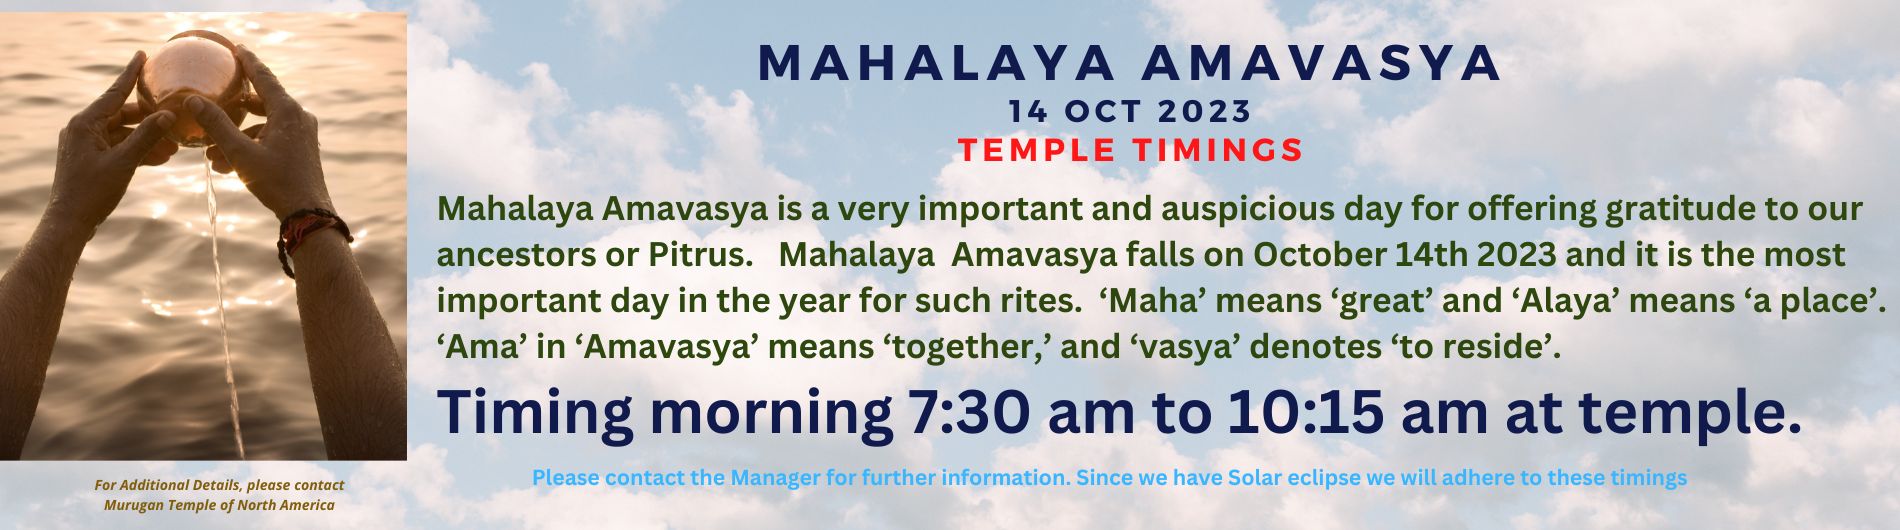 MAHALAYA AMAVASYA
14 OCT 2023
TEMPLE TIMINGS
Mahalaya Amavasya is a very important and auspicious day for offering gratitude to our
ancestors or Pitrus.   Mahalaya  Amavasya falls on October 14th 2023 and it is the most
important day in the year for such rites.  ‘Maha’ means ‘great’ and ‘Alaya’ means ‘a place’.
‘Ama’ in ‘Amavasya’ means ‘together,’ and ‘vasya’ denotes ‘to reside’.
Timing morning 7:30 am to 10:15 am at temple.
Please contact the Manager for further information. Since we have Solar eclipse we will adhere to these timings
For Additional Details, please contact
Murugan Temple of North America